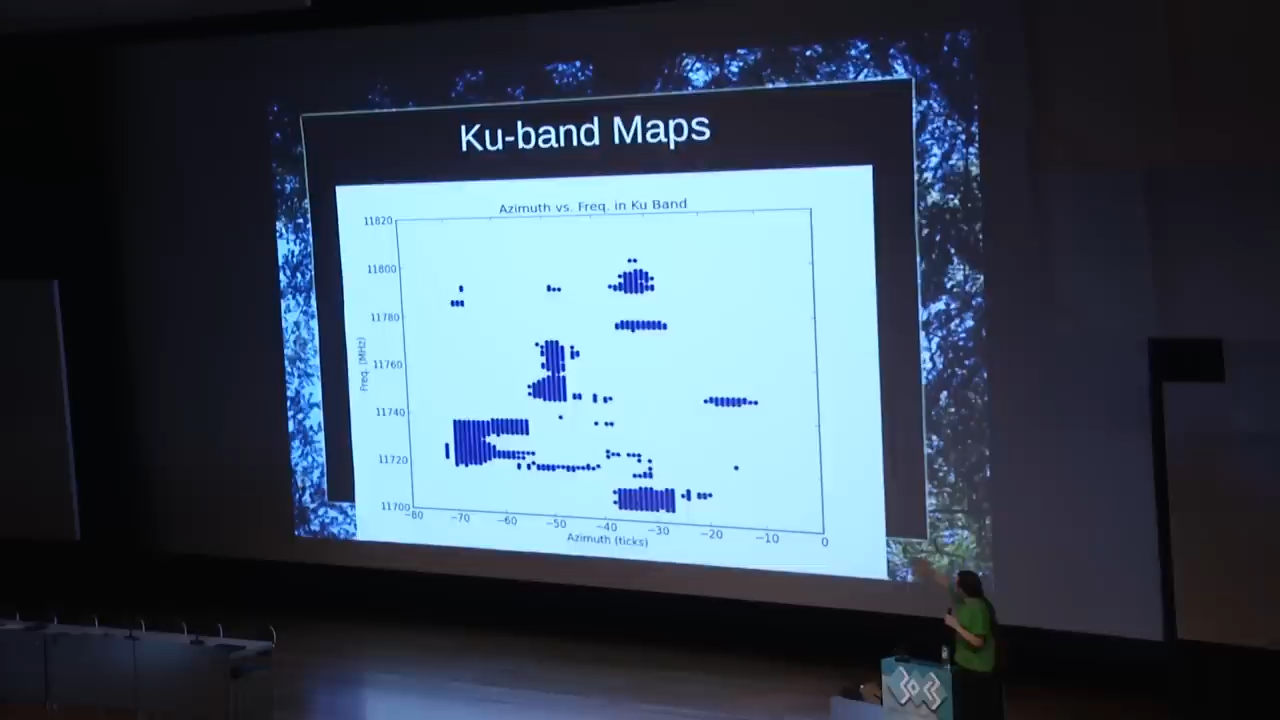 Ku-band Maps
Azimuth vs. Freq. in Ku Band
11820
11800
11780
11760
11740
11720
11700
Freq. (MHz)
−80 −70 −60 −50 −40 −30 −20 −10 0
Azimuth (ticks)
30C3